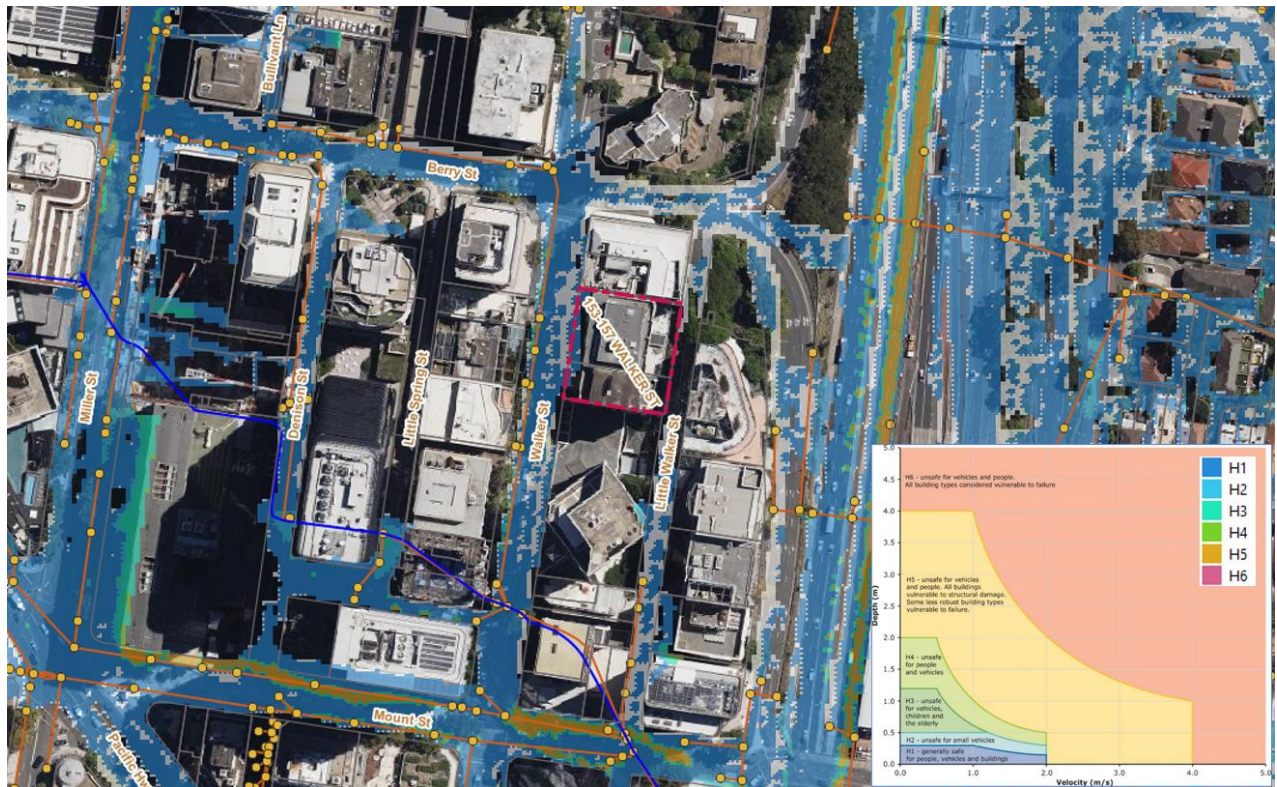 Bullivant Ln
Berry St
153-157 WALKER ST
Miller St
Denison St
Little Spring St
Walker St
Little Walker St
Mount St
Pacific Hw
5.0
4.5
4.0
3.5
3.0
2.5
2.0
1.5
1.0
0.5
0.0
Depth (m)
H6 - unsafe for vehicles and people.
All building types considered vulnerable to failure
H5 - unsafe for vehicles
and people. All buildings
vulnerable to structural damage.
Some less robust building types
vulnerable to failure.
H4 - unsafe
for people
and vehicles
H3 - unsafe
for vehicles,
children and
the elderly
H2 - unsafe for small vehicles
H1 - generally safe
for people, vehicles and buildings
H1
H2
H3
H4
H5
H6
0.0
1.0
2.0
3.0
4.0
5.0
Velocity (m/s)